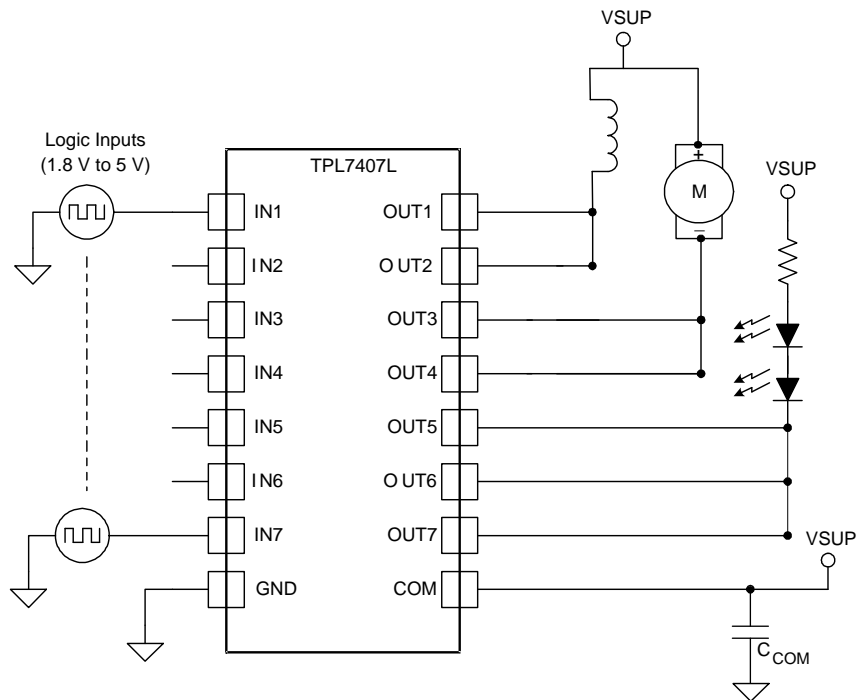 VSUP
Logic Inputs
(1.8 V to 5 V)
TPL7407L
VSUP
+
M
–
IN1
OUT1
IN2
OUT2
IN3
OUT3
IN4
OUT4
IN5
OUT5
IN6
OUT6
IN7
OUT7
VSUP
GND
COM
CCOM